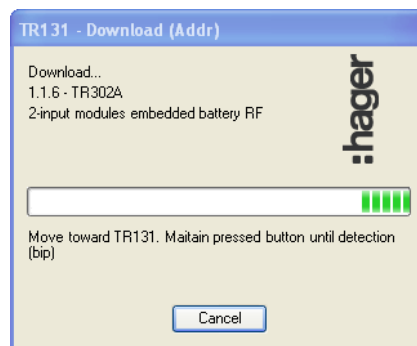 TR131 - Download (Addr)
Download...
1.1.6 - TR302A
2-input modules embedded battery RF
:hager
Move toward TR131. Maitain pressed button until detection
(bip)
Cancel